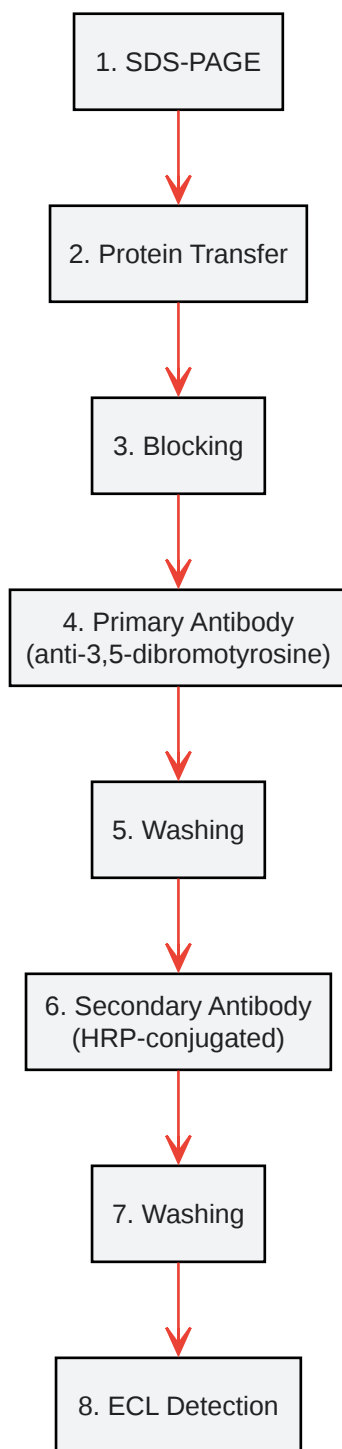 1. SDS-PAGE
2. Protein Transfer
3. Blocking
4. Primary Antibody
(anti-3,5-dibromotyrosine)
5. Washing
6. Secondary Antibody
(HRP-conjugated)
7. Washing
8. ECL Detection